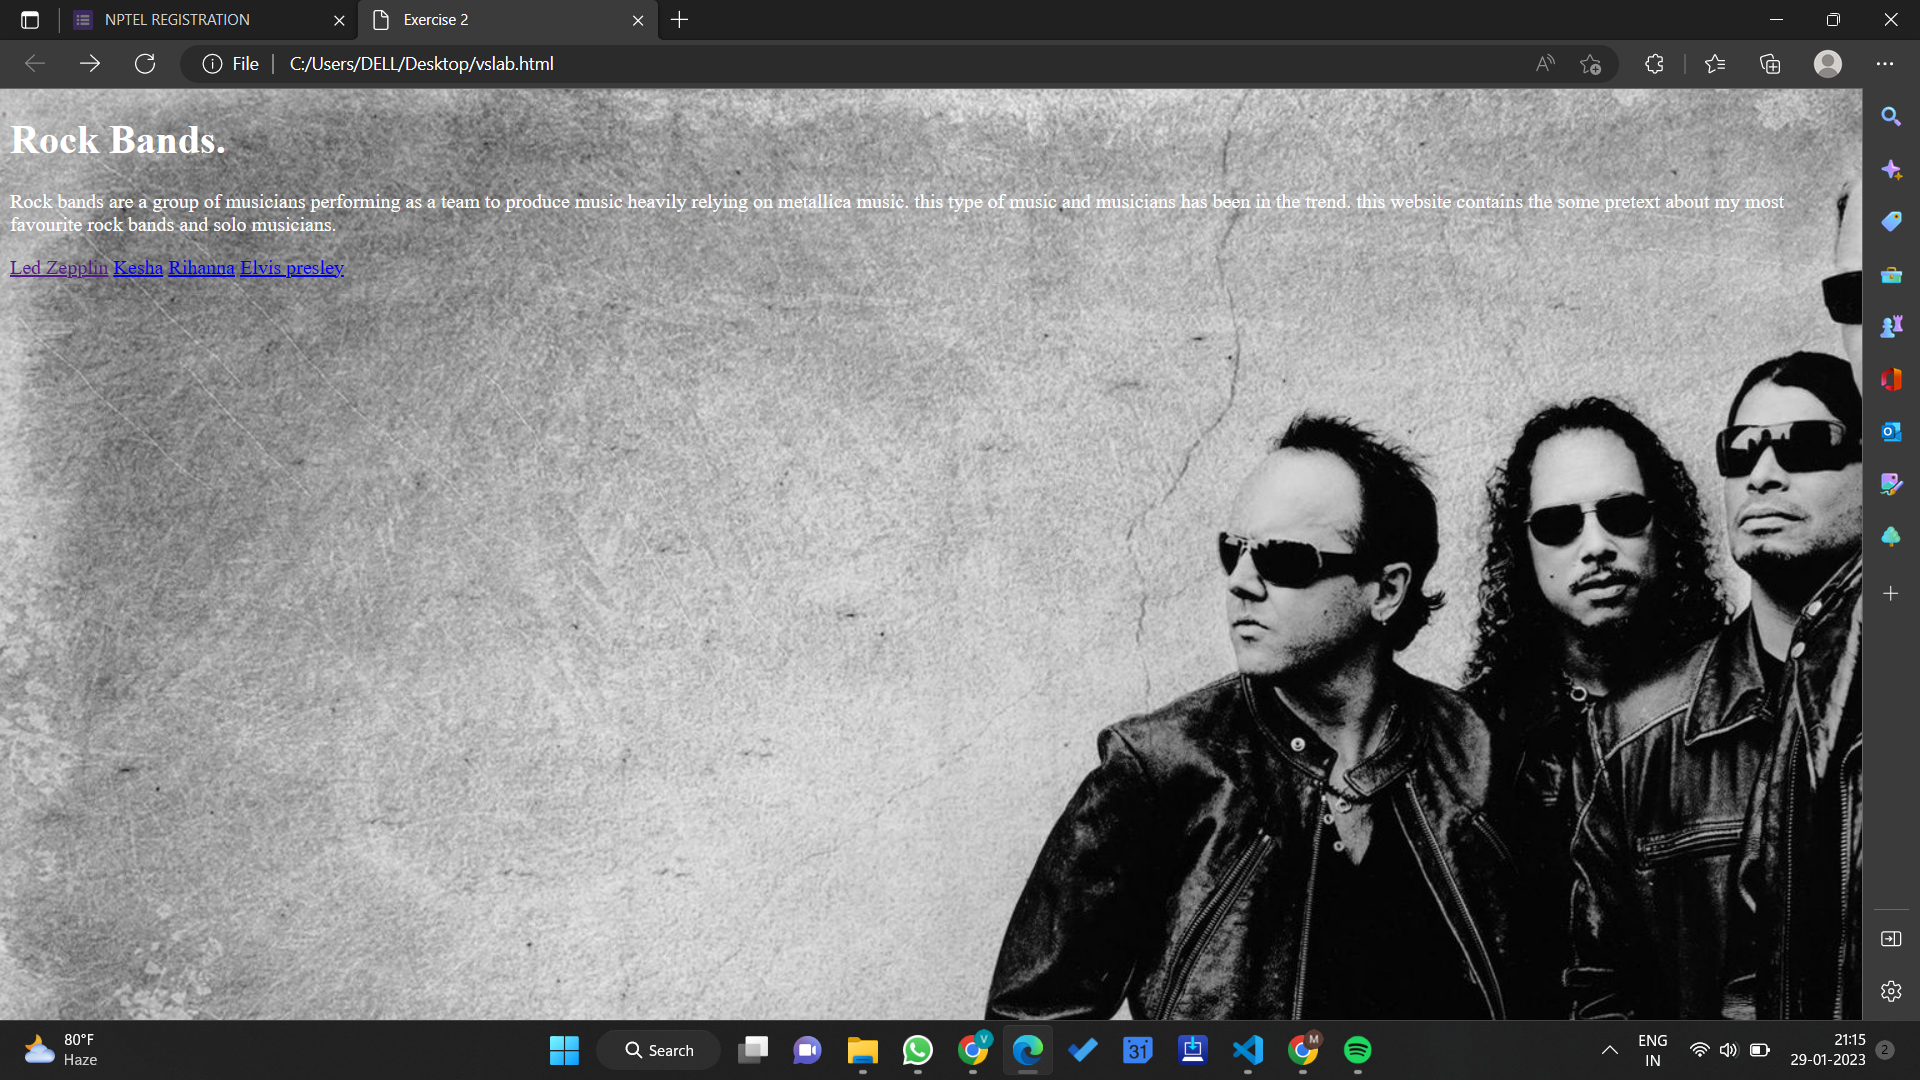 NPTEL REGISTRATION
Exercise 2
File
C:/Users/DELL/Desktop/vslab.html
Rock Bands.
Rock bands are a group of musicians performing as a team to produce music heavily relying on metallica music. this type of music and musicians has been in the trend. this website contains the some pretext about my most
favourite rock bands and solo musicians.
Led Zepplin Kesha Rihanna Elvis presley
80°F
Haze
Search
V
31
M
ENG
IN
21:15
29-01-2023
2